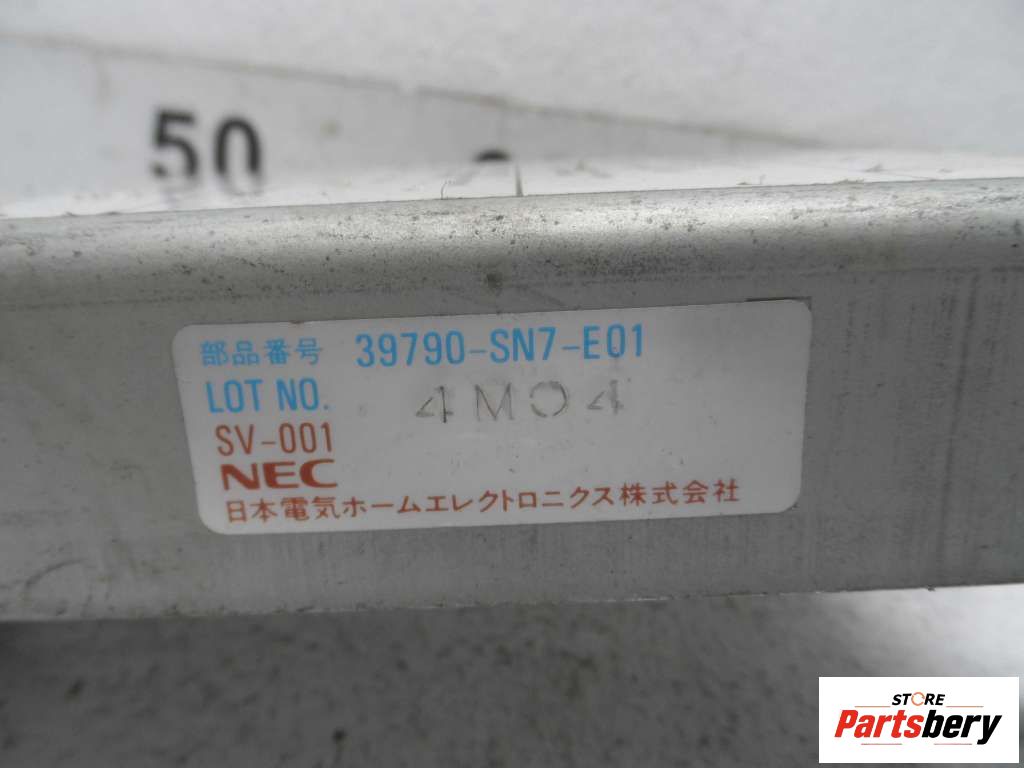 50
部品番号 39790-SN7-E01
LOT NO. 4M04
SV-001
NEC
日本電気ホームエレクトロニクス株式会社
STORE
Partsbery